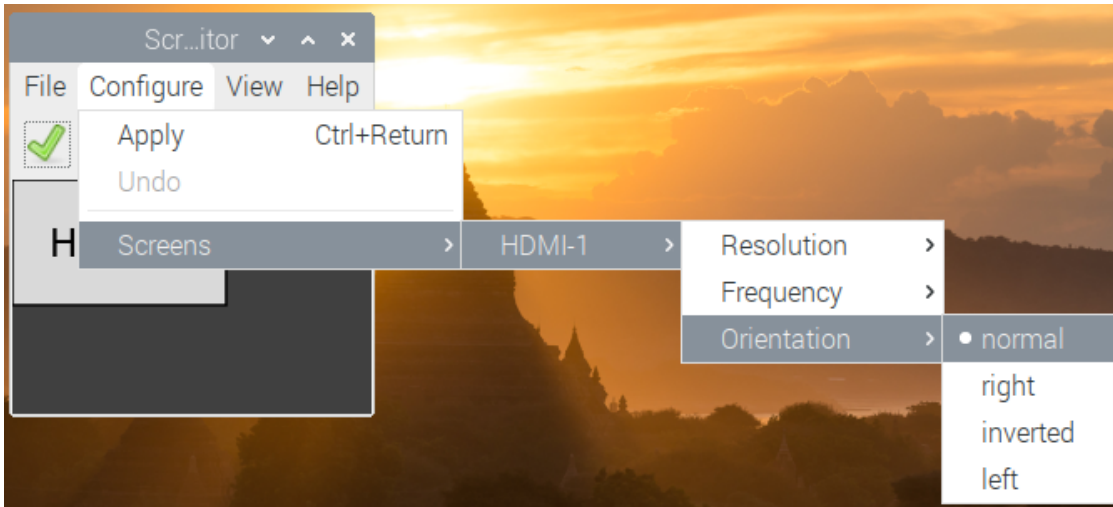 Scr...itor
File Configure View Help
Apply Ctrl+Return
Undo
H
Screens
HDMI-1
Resolution
Frequency
Orientation
normal
right
inverted
left